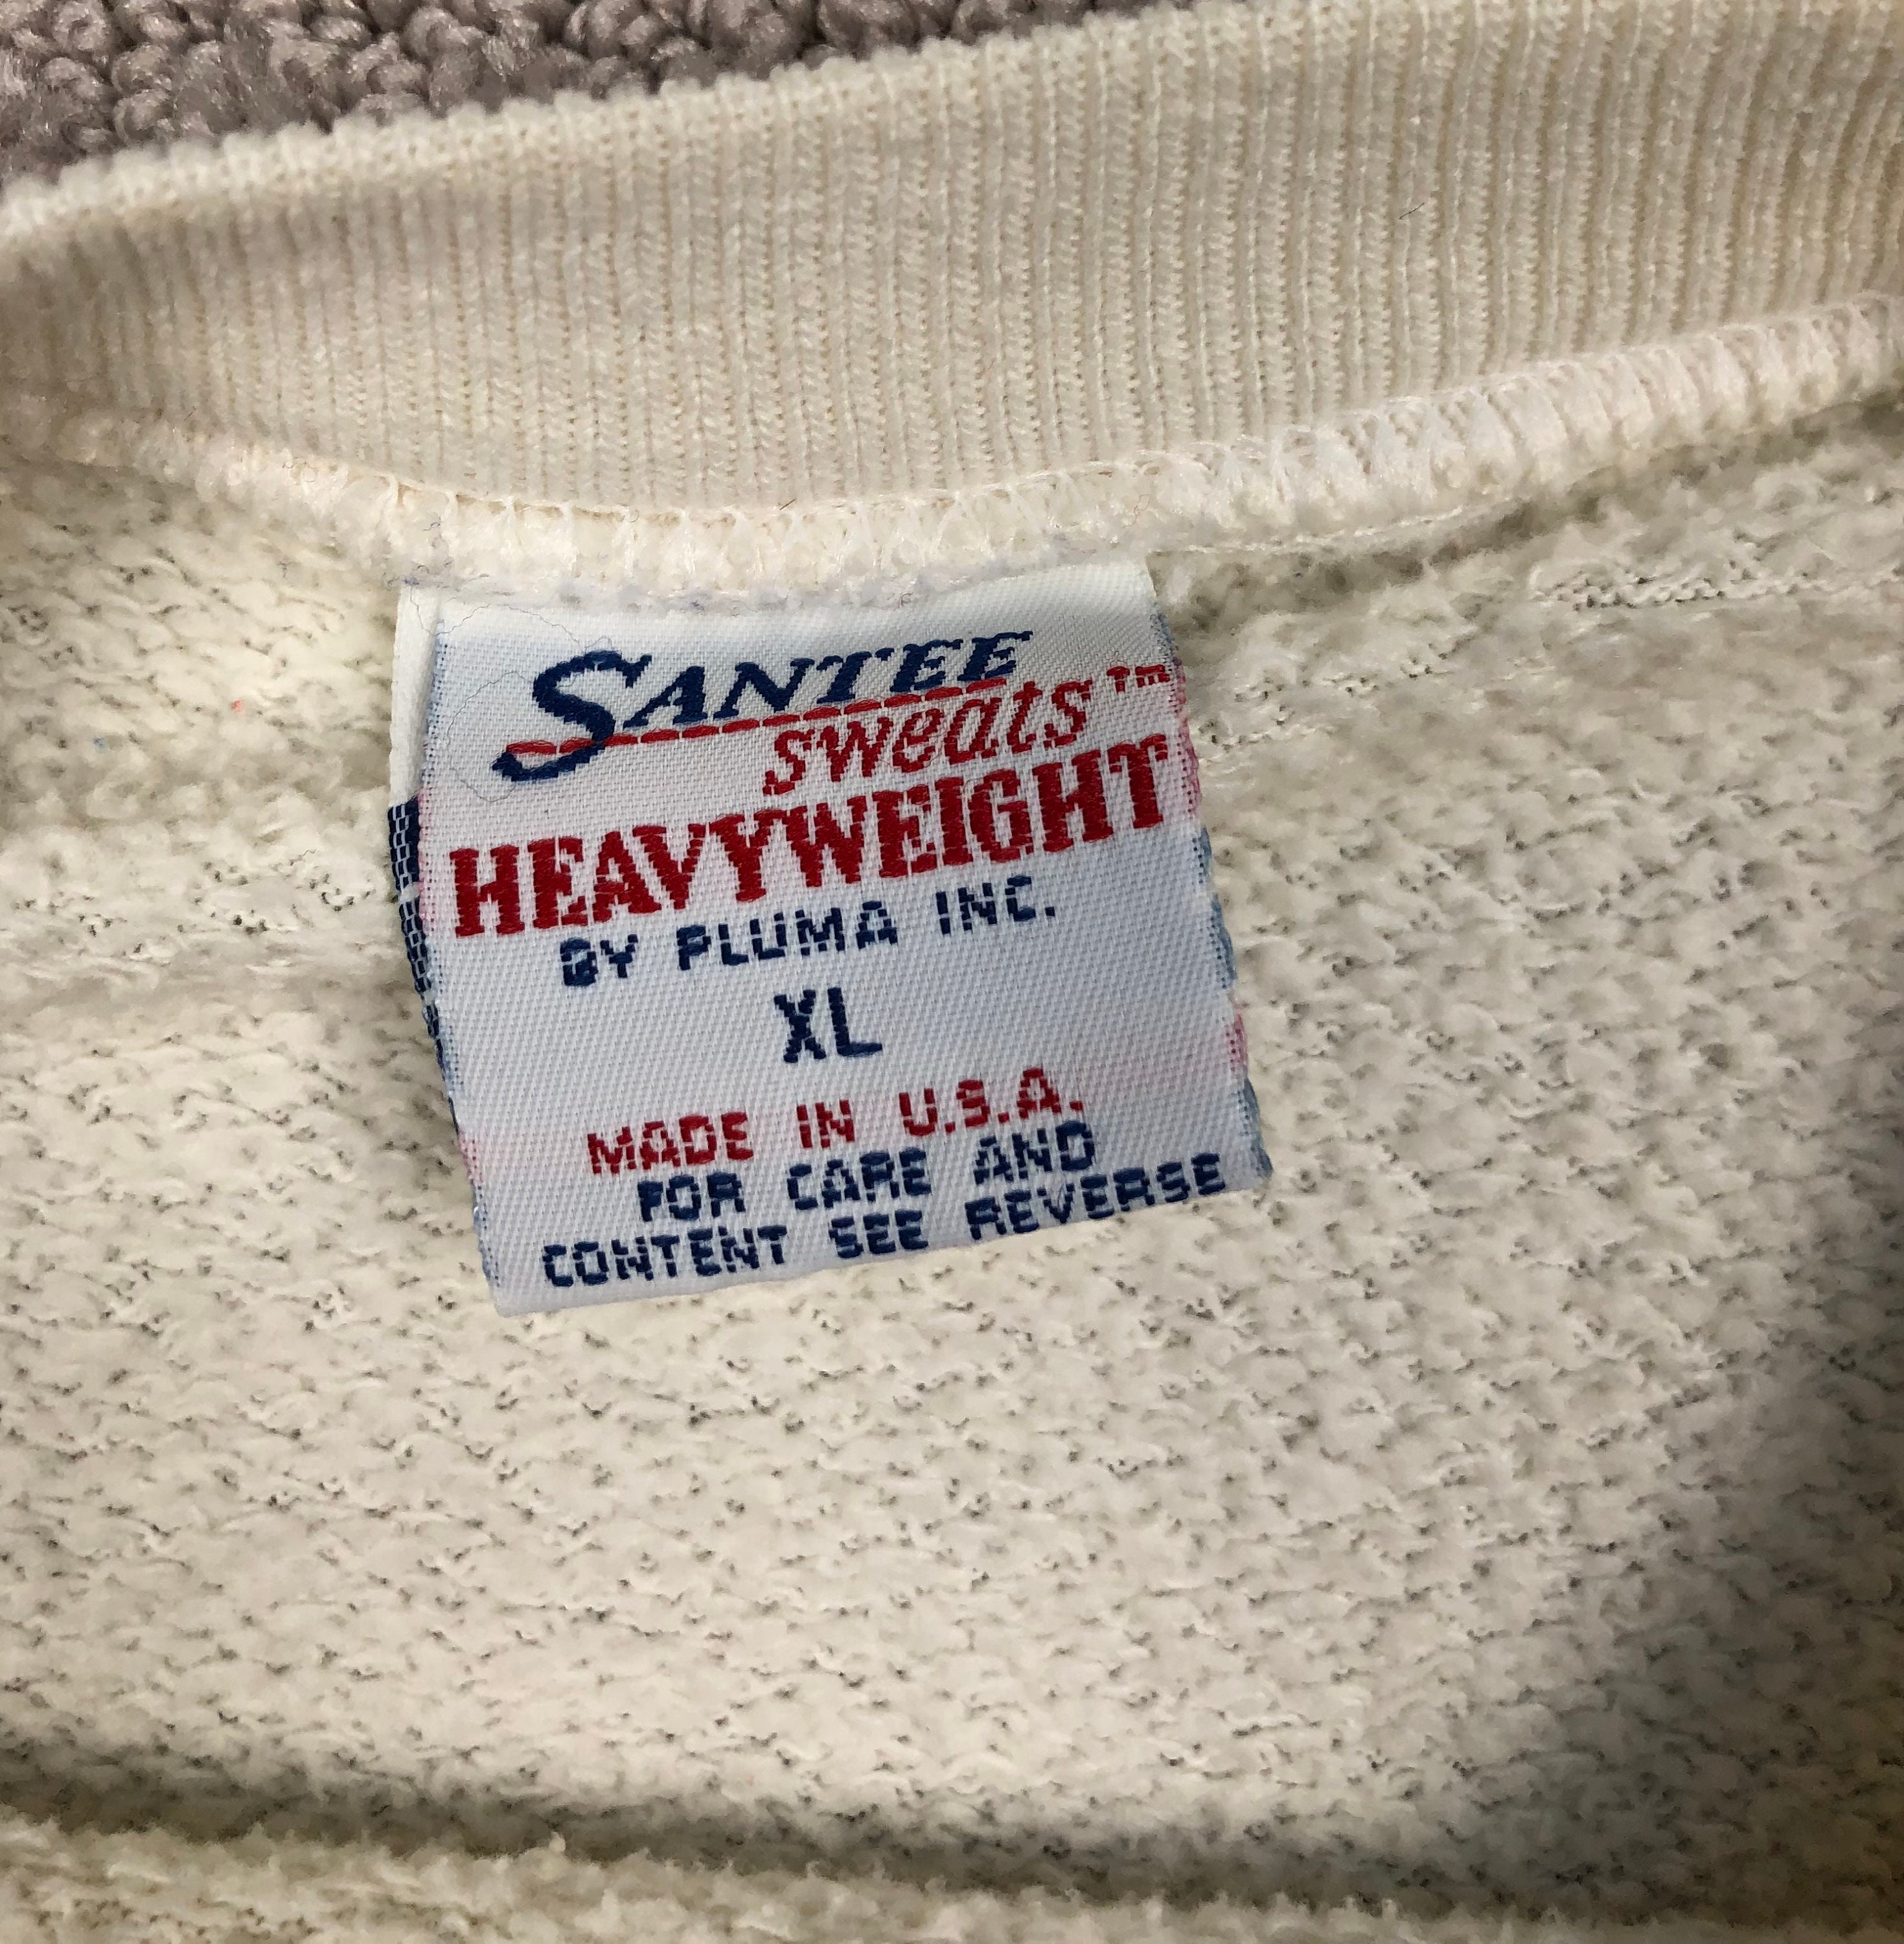 SANTEE
sweats™
HEAVYWEIGHT
BY PLUMA INC.
XL
MADE IN U.S.A.
FOR CARE AND
CONTENT SEE REVERSE